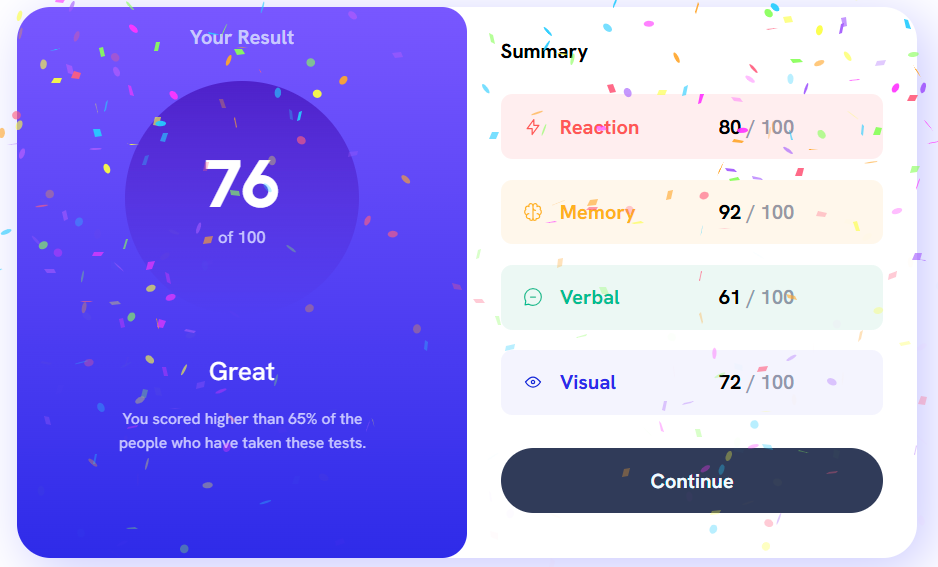 Your Result
76
of 100
Great
You scored higher than 65% of the
people who have taken these tests.
Summary
Reaction 80 / 100
Memory 92 / 100
Verbal 61 / 100
Visual 72 / 100
Continue